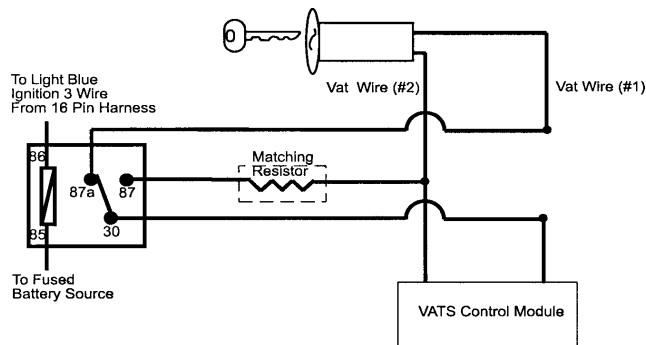 Vat Wire (#2)
Vat Wire (#1)
To Light Blue
Ignition 3 Wire
From 16 Pin Harness
86
87a
87
Matching
Resistor
30
85
To Fused
Battery Source
VATS Control Module